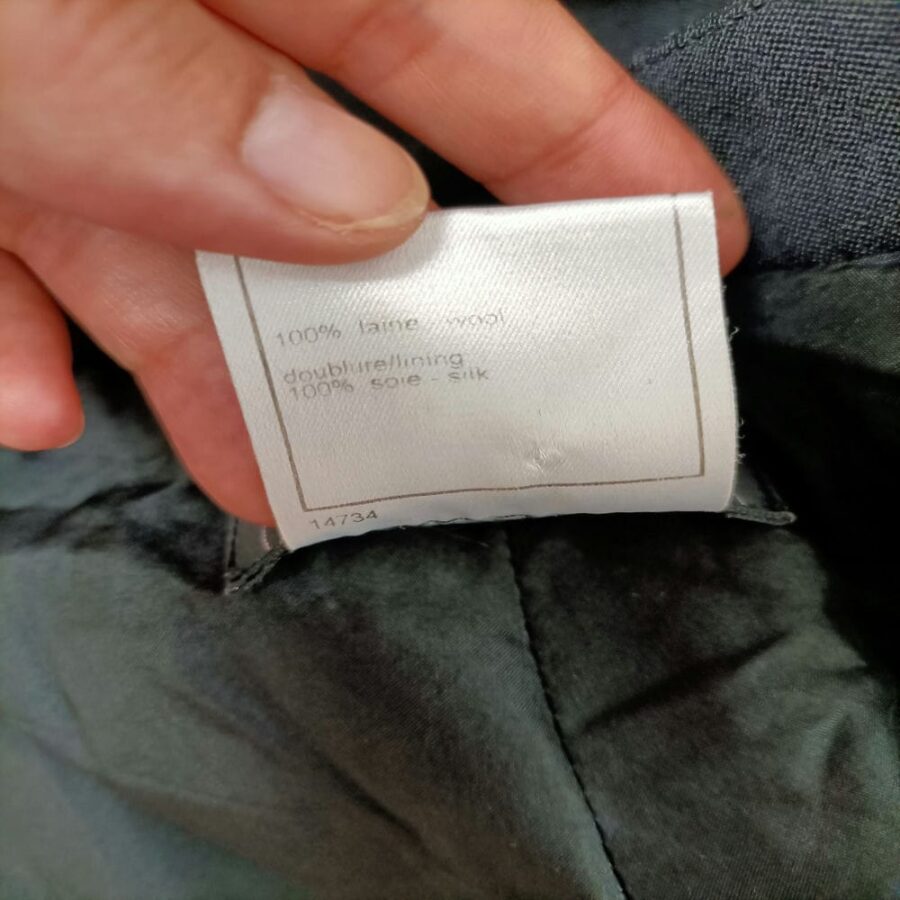 100% laine - wool
doublure/lining
100% soie - silk
14734